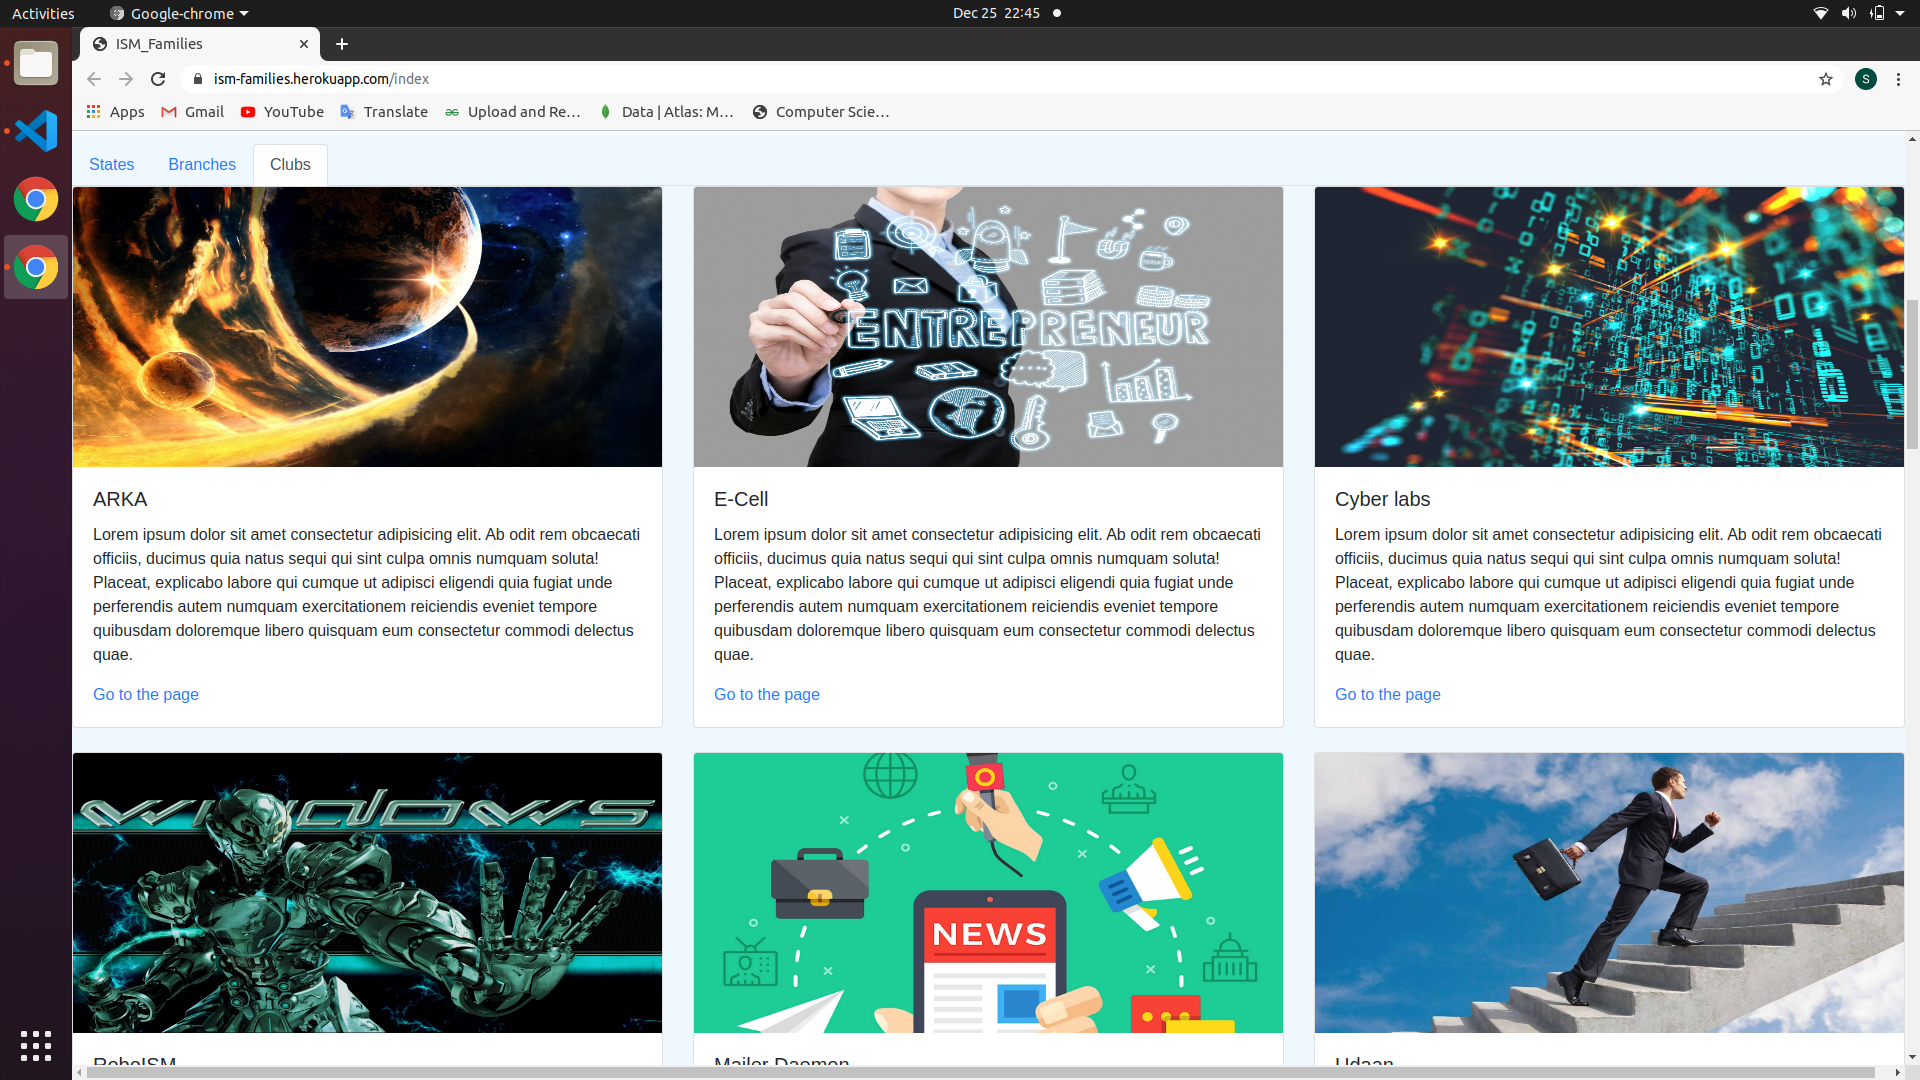 Activities
Google-chrome
Dec 25 22:45
ISM_Families
ism-families.herokuapp.com/index
S
Apps
Gmail
YouTube
Translate
Upload and Re…
Data | Atlas: M…
Computer Scie…
States
Branches
Clubs
ENTREPRENEUR
ARKA
Lorem ipsum dolor sit amet consectetur adipisicing elit. Ab odit rem obcaecati
officiis, ducimus quia natus sequi qui sint culpa omnis numquam soluta!
Placeat, explicabo labore qui cumque ut adipisci eligendi quia fugiat unde
perferendis autem numquam exercitationem reiciendis eveniet tempore
quibusdam doloremque libero quisquam eum consectetur commodi delectus
quae.
Go to the page
E-Cell
Lorem ipsum dolor sit amet consectetur adipisicing elit. Ab odit rem obcaecati
officiis, ducimus quia natus sequi qui sint culpa omnis numquam soluta!
Placeat, explicabo labore qui cumque ut adipisci eligendi quia fugiat unde
perferendis autem numquam exercitationem reiciendis eveniet tempore
quibusdam doloremque libero quisquam eum consectetur commodi delectus
quae.
Go to the page
Cyber labs
Lorem ipsum dolor sit amet consectetur adipisicing elit. Ab odit rem obcaecati
officiis, ducimus quia natus sequi qui sint culpa omnis numquam soluta!
Placeat, explicabo labore qui cumque ut adipisci eligendi quia fugiat unde
perferendis autem numquam exercitationem reiciendis eveniet tempore
quibusdam doloremque libero quisquam eum consectetur commodi delectus
quae.
Go to the page
WINDOWS
NEWS
RoboISM
Mailer Daemon
Udaan